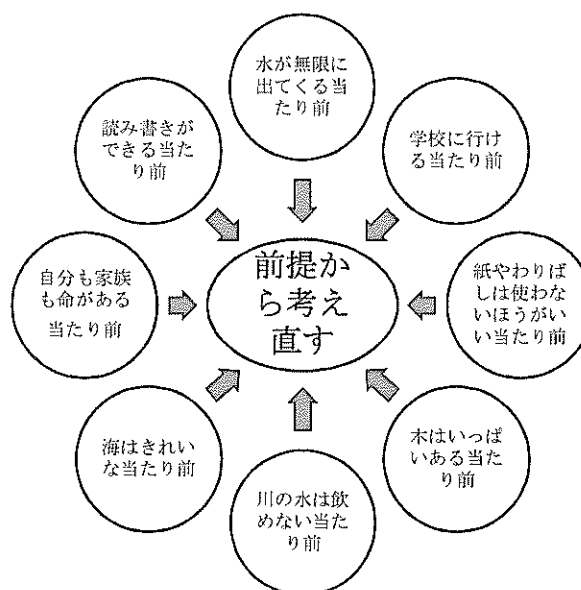 水が無限に
出てくる当
たり前
読み書きが
できる当た
り前
学校に行け
る当たり前
自分も家族
も命がある
当たり前
前提か
ら考え
直す
紙やわりば
しは使わな
いほうがい
い当たり前
海はきれい
な当たり前
木はいっぱ
いある当た
り前
川の水は飲
めない当た
り前